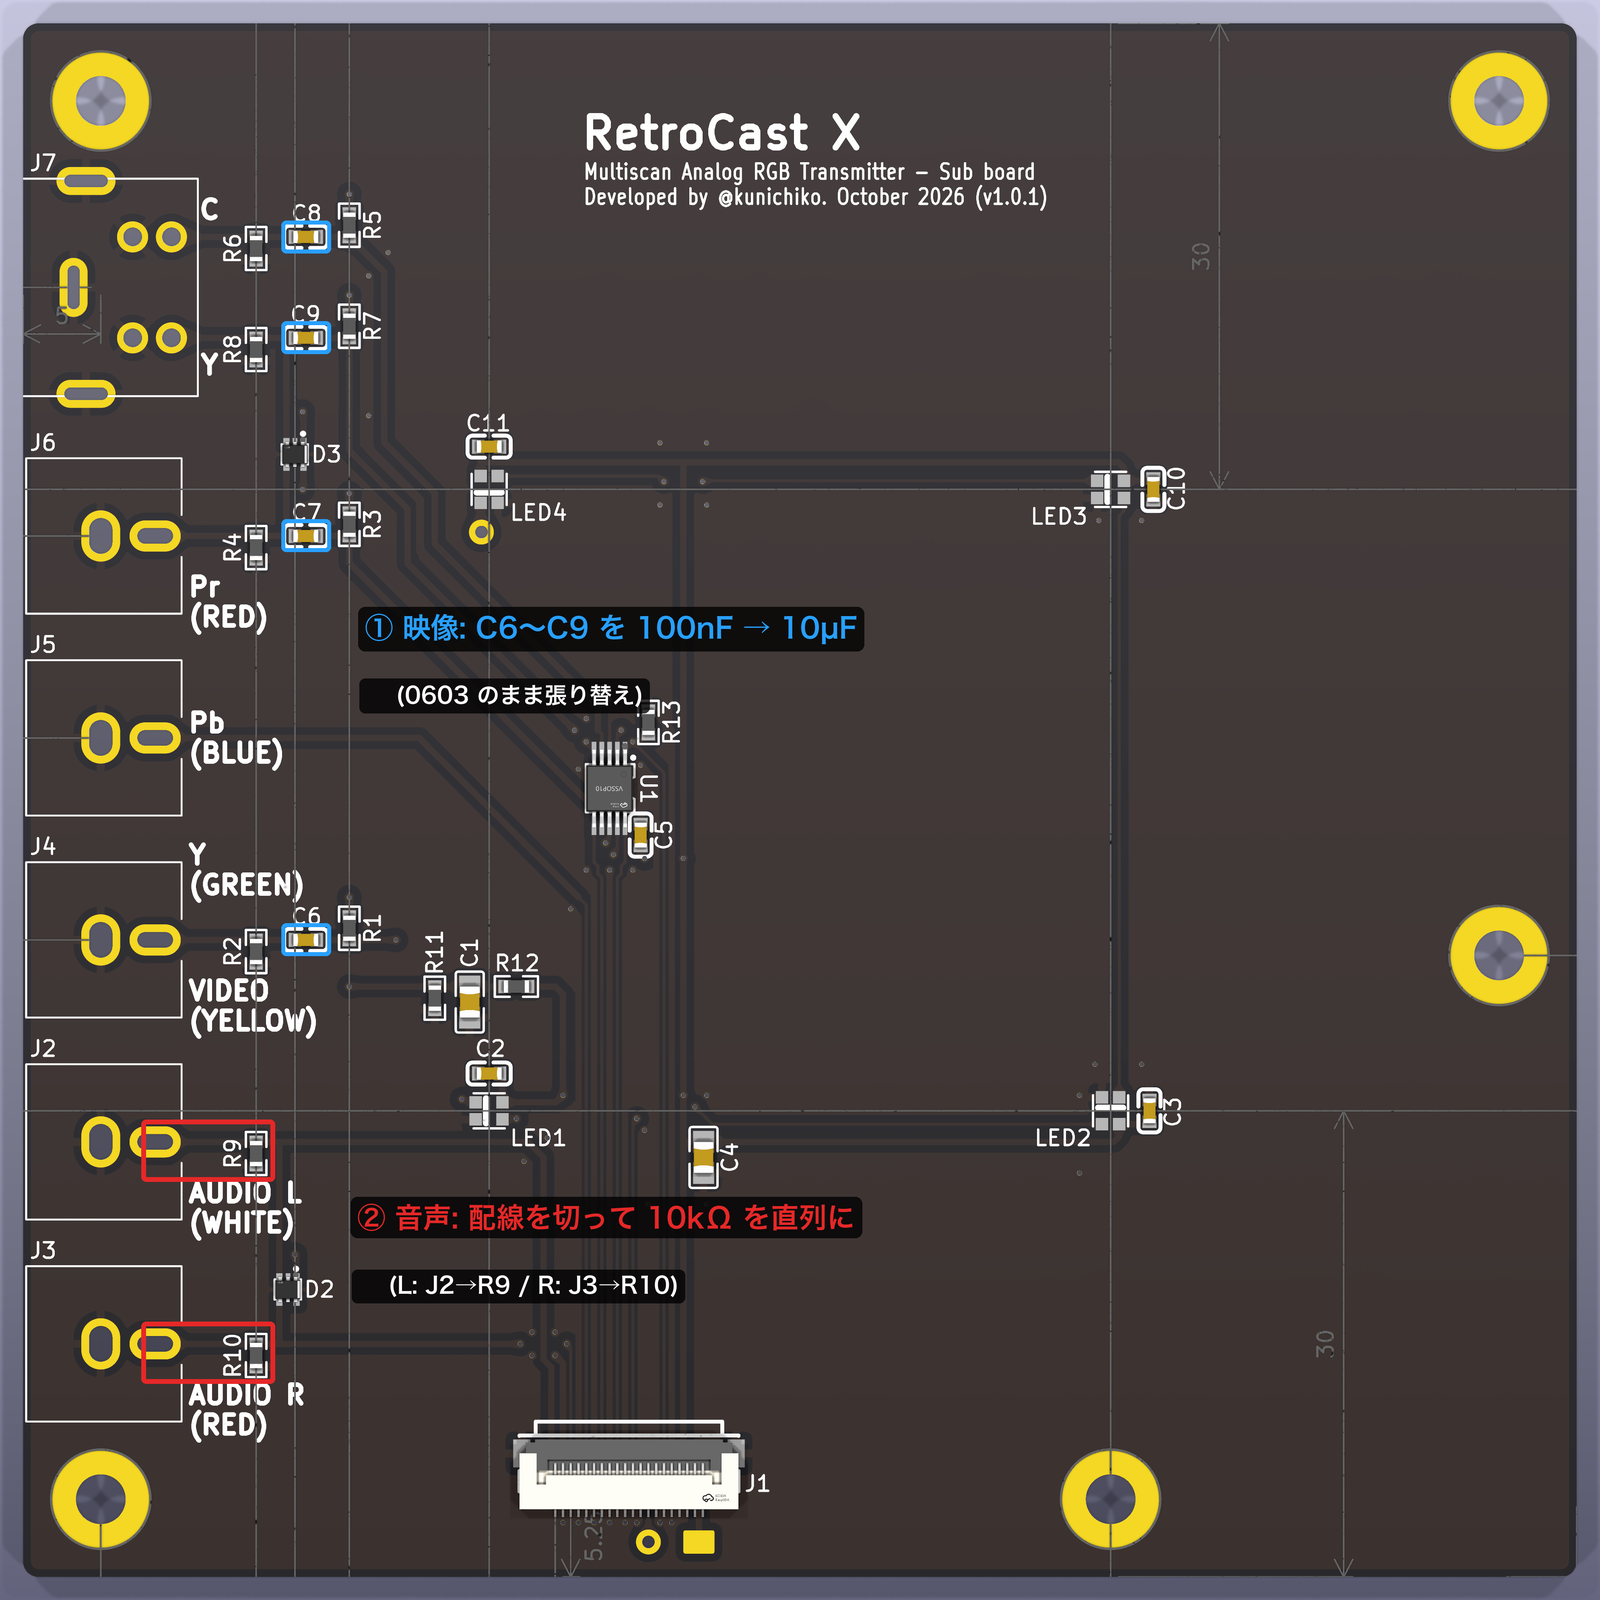 RetroCast X
Multiscan Analog RGB Transmitter – Sub board
Developed by @kunichiko. October 2026 (v1.0.1)
J7
C
C8
R5
R6
30
5
C9
R7
R8
Y
C11
J6
D3
LED4
LED3
C10
C7
R3
R4
Pr
(RED)
① 映像: C6〜C9 を 100nF → 10µF
(0603 のまま張り替え)
J5
Pb
(BLUE)
R13
VSSOP10
U1
C5
J4
Y
(GREEN)
C6
R1
R2
R11
C1
R12
VIDEO
(YELLOW)
J2
C2
LED1
LED2
C3
C4
R9
AUDIO L
(WHITE)
② 音声: 配線を切って 10kΩ を直列に
(L: J2→R9 / R: J3→R10)
J3
D2
R10
30
AUDIO R
(RED)
J1
5.25